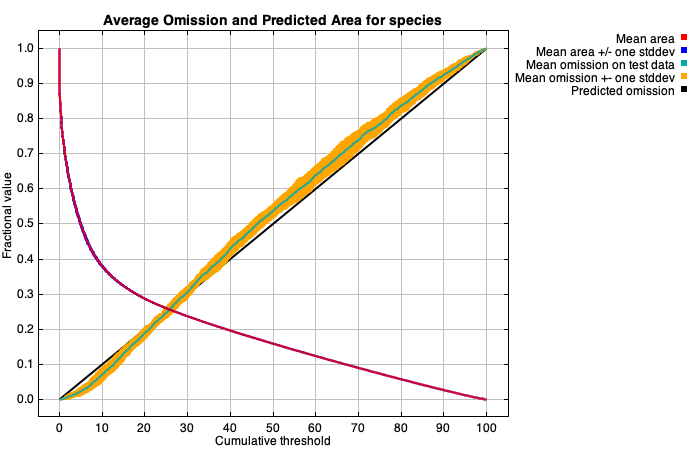 Average Omission and Predicted Area for species
Mean area
Mean area +/- one stddev
Mean omission on test data
Mean omission +- one stddev
Predicted omission
Fractional value
1.0
0.9
0.8
0.7
0.6
0.5
0.4
0.3
0.2
0.1
0.0
0 10 20 30 40 50 60 70 80 90 100
Cumulative threshold